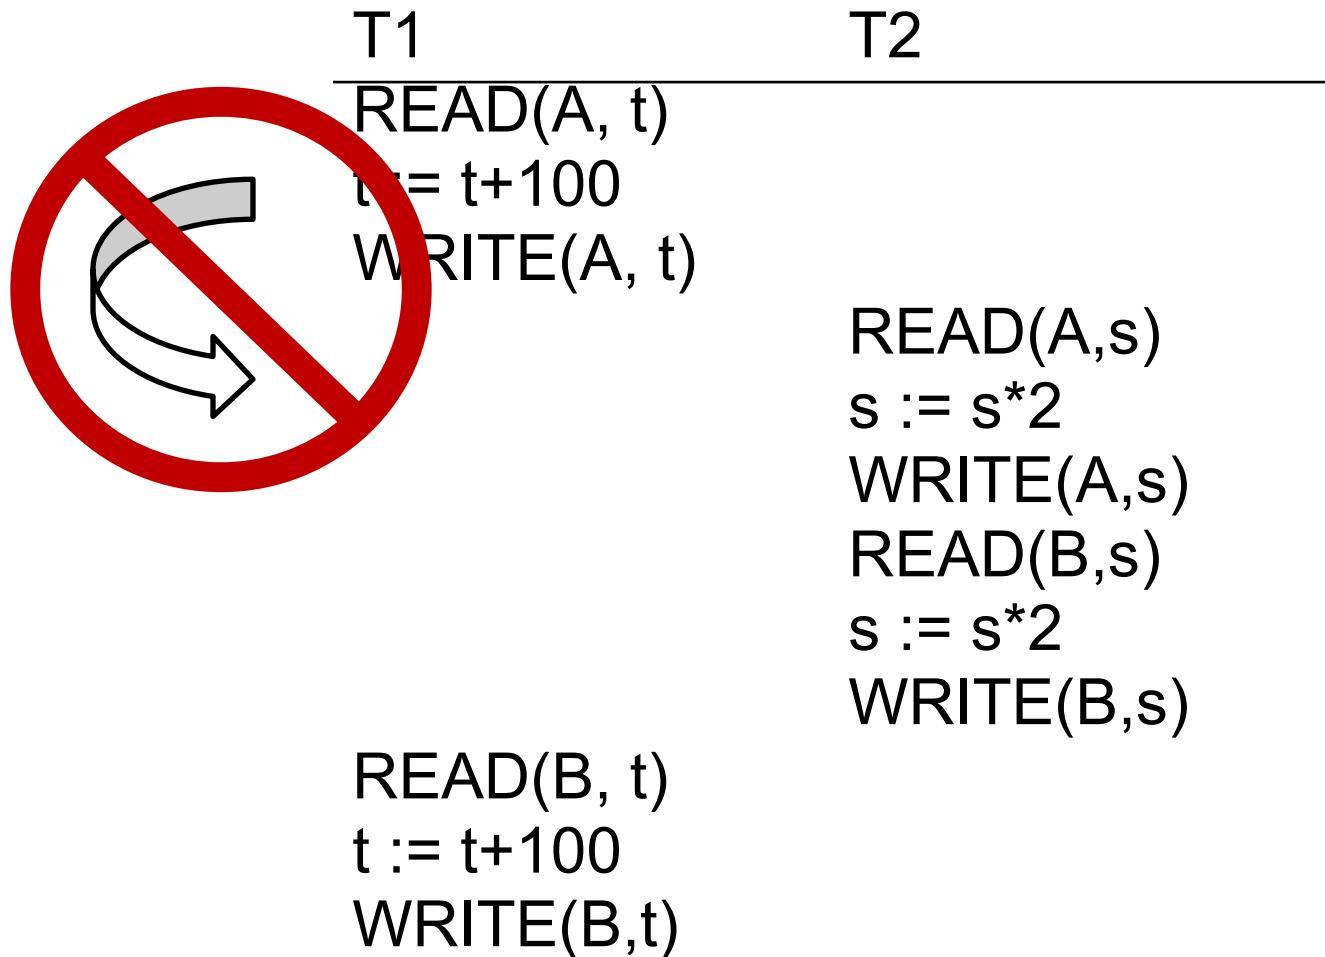 T1 T2
READ(A, t)
t := t+100
WRITE(A, t)
READ(A,s)
s := s*2
WRITE(A,s)
READ(B,s)
s := s*2
WRITE(B,s)
READ(B, t)
t := t+100
WRITE(B,t)